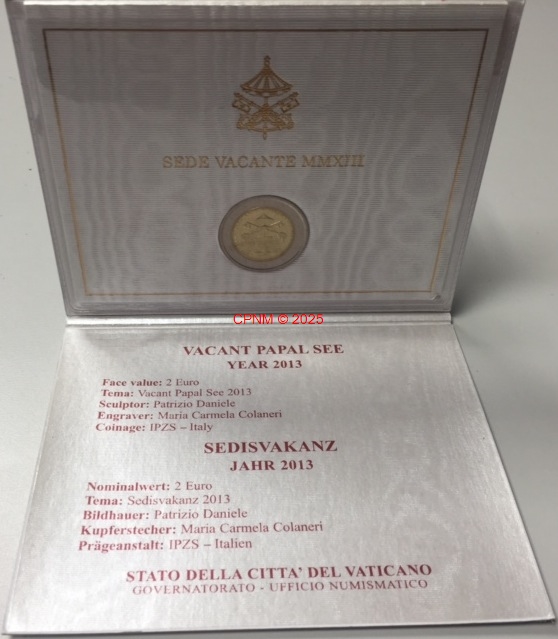 SEDE VACANTE MMXIII
CPNM © 2025
VACANT PAPAL SEE
YEAR 2013
Face value: 2 Euro
Tema: Vacant Papal See 2013
Sculptor: Patrizio Daniele
Engraver: Maria Carmela Colaneri
Coinage: IPZS – Italy
SEDISVAKANZ
JAHR 2013
Nominalwert: 2 Euro
Tema: Sedisvakanz 2013
Bildhauer: Patrizio Daniele
Kupferstecher: Maria Carmela Colaneri
Prägeanstalt: IPZS – Italien
STATO DELLA CITTA' DEL VATICANO
GOVERNATORATO - UFFICIO NUMISMATICO